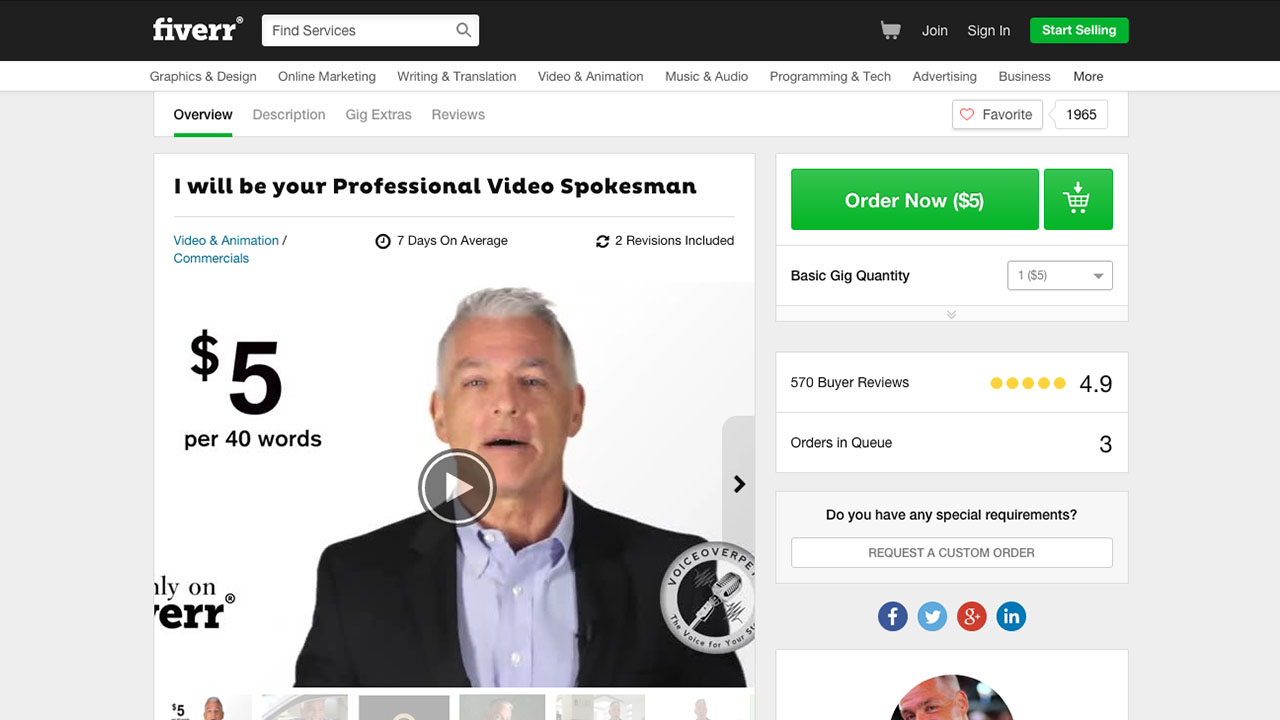 fiverr®
Find Services
Join
Sign In
Start Selling
Graphics & Design
Online Marketing
Writing & Translation
Video & Animation
Music & Audio
Programming & Tech
Advertising
Business
More
Overview
Description
Gig Extras
Reviews
Favorite
1965
I will be your Professional Video Spokesman
Video & Animation /
Commercials
7 Days On Average
2 Revisions Included
$5
per 40 words
nly on
verr®
VOICEOVERPE
The Voice for Your
$5
Order Now ($5)
Basic Gig Quantity
1 ($5)
570 Buyer Reviews
4.9
Orders in Queue
3
Do you have any special requirements?
REQUEST A CUSTOM ORDER
f
g+
in